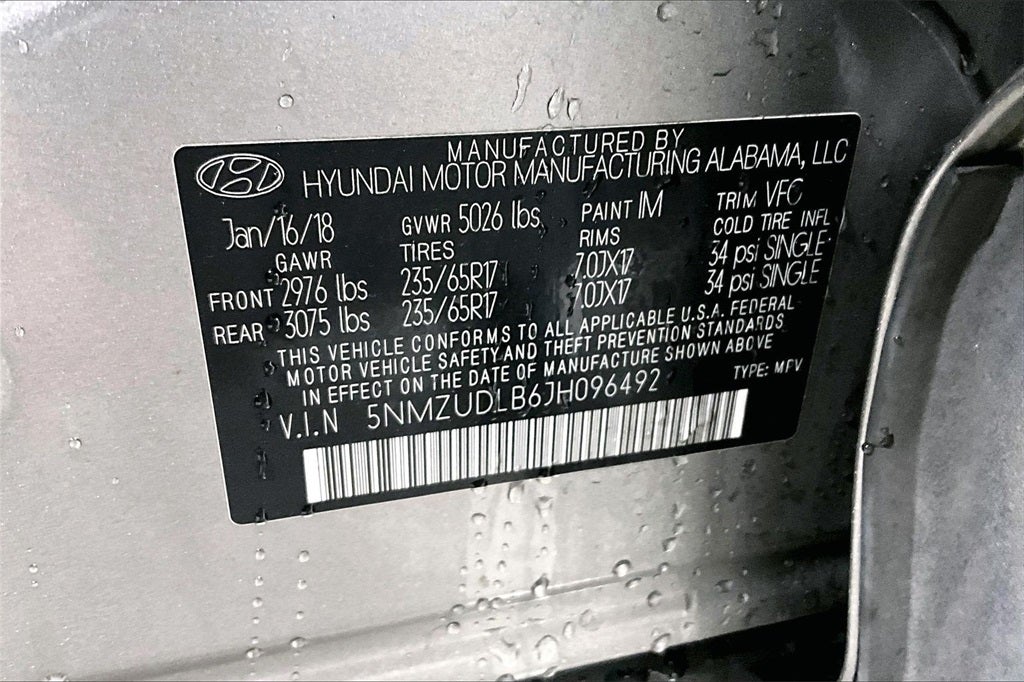 MANUFACTURED BY
HYUNDAI MOTOR MANUFACTURING ALABAMA, LLC
Jan/16/18 GVWR 5026 lbs PAINT IM TRIM VFC
GAWR TIRES RIMS COLD TIRE INFL
FRONT 2976 lbs 235/65R17 7.0JX17 34 psi SINGLE
REAR 3075 lbs 235/65R17 7.0JX17 34 psi SINGLE
THIS VEHICLE CONFORMS TO ALL APPLICABLE U.S.A. FEDERAL
MOTOR VEHICLE SAFETY AND THEFT PREVENTION STANDARDS
IN EFFECT ON THE DATE OF MANUFACTURE SHOWN ABOVE
V.I.N 5NMZUDLB6JH096492 TYPE: MPV